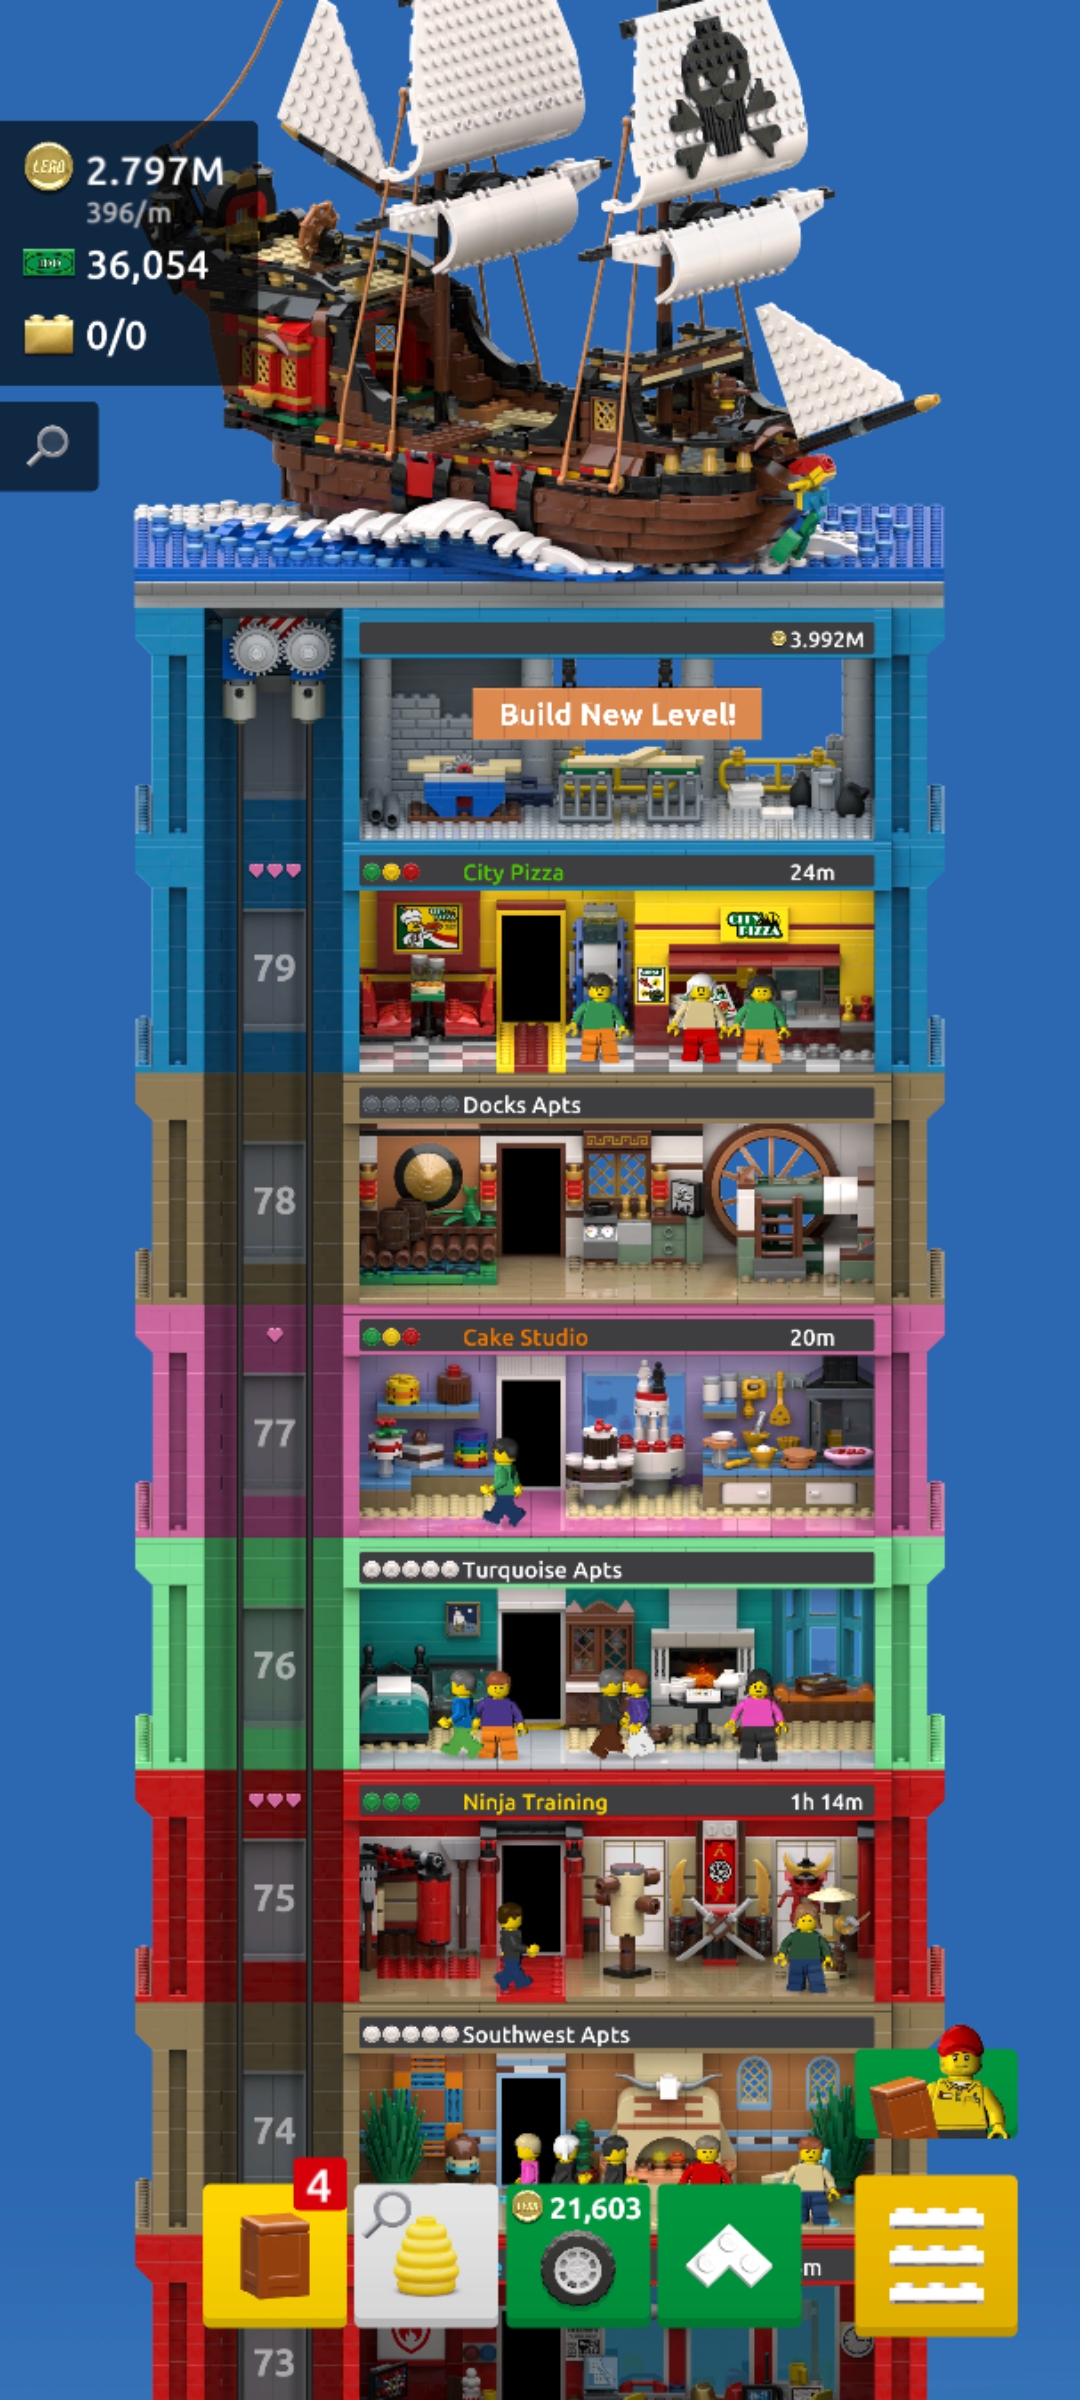 LEGO
2.797M
396/m
36,054
0/0
3.992M
Build New Level!
City Pizza
24m
CITY PIZZA
79
Docks Apts
78
Cake Studio
20m
77
Turquoise Apts
76
Ninja Training
1h 14m
75
Southwest Apts
74
4
LEGO
21,603
m
73